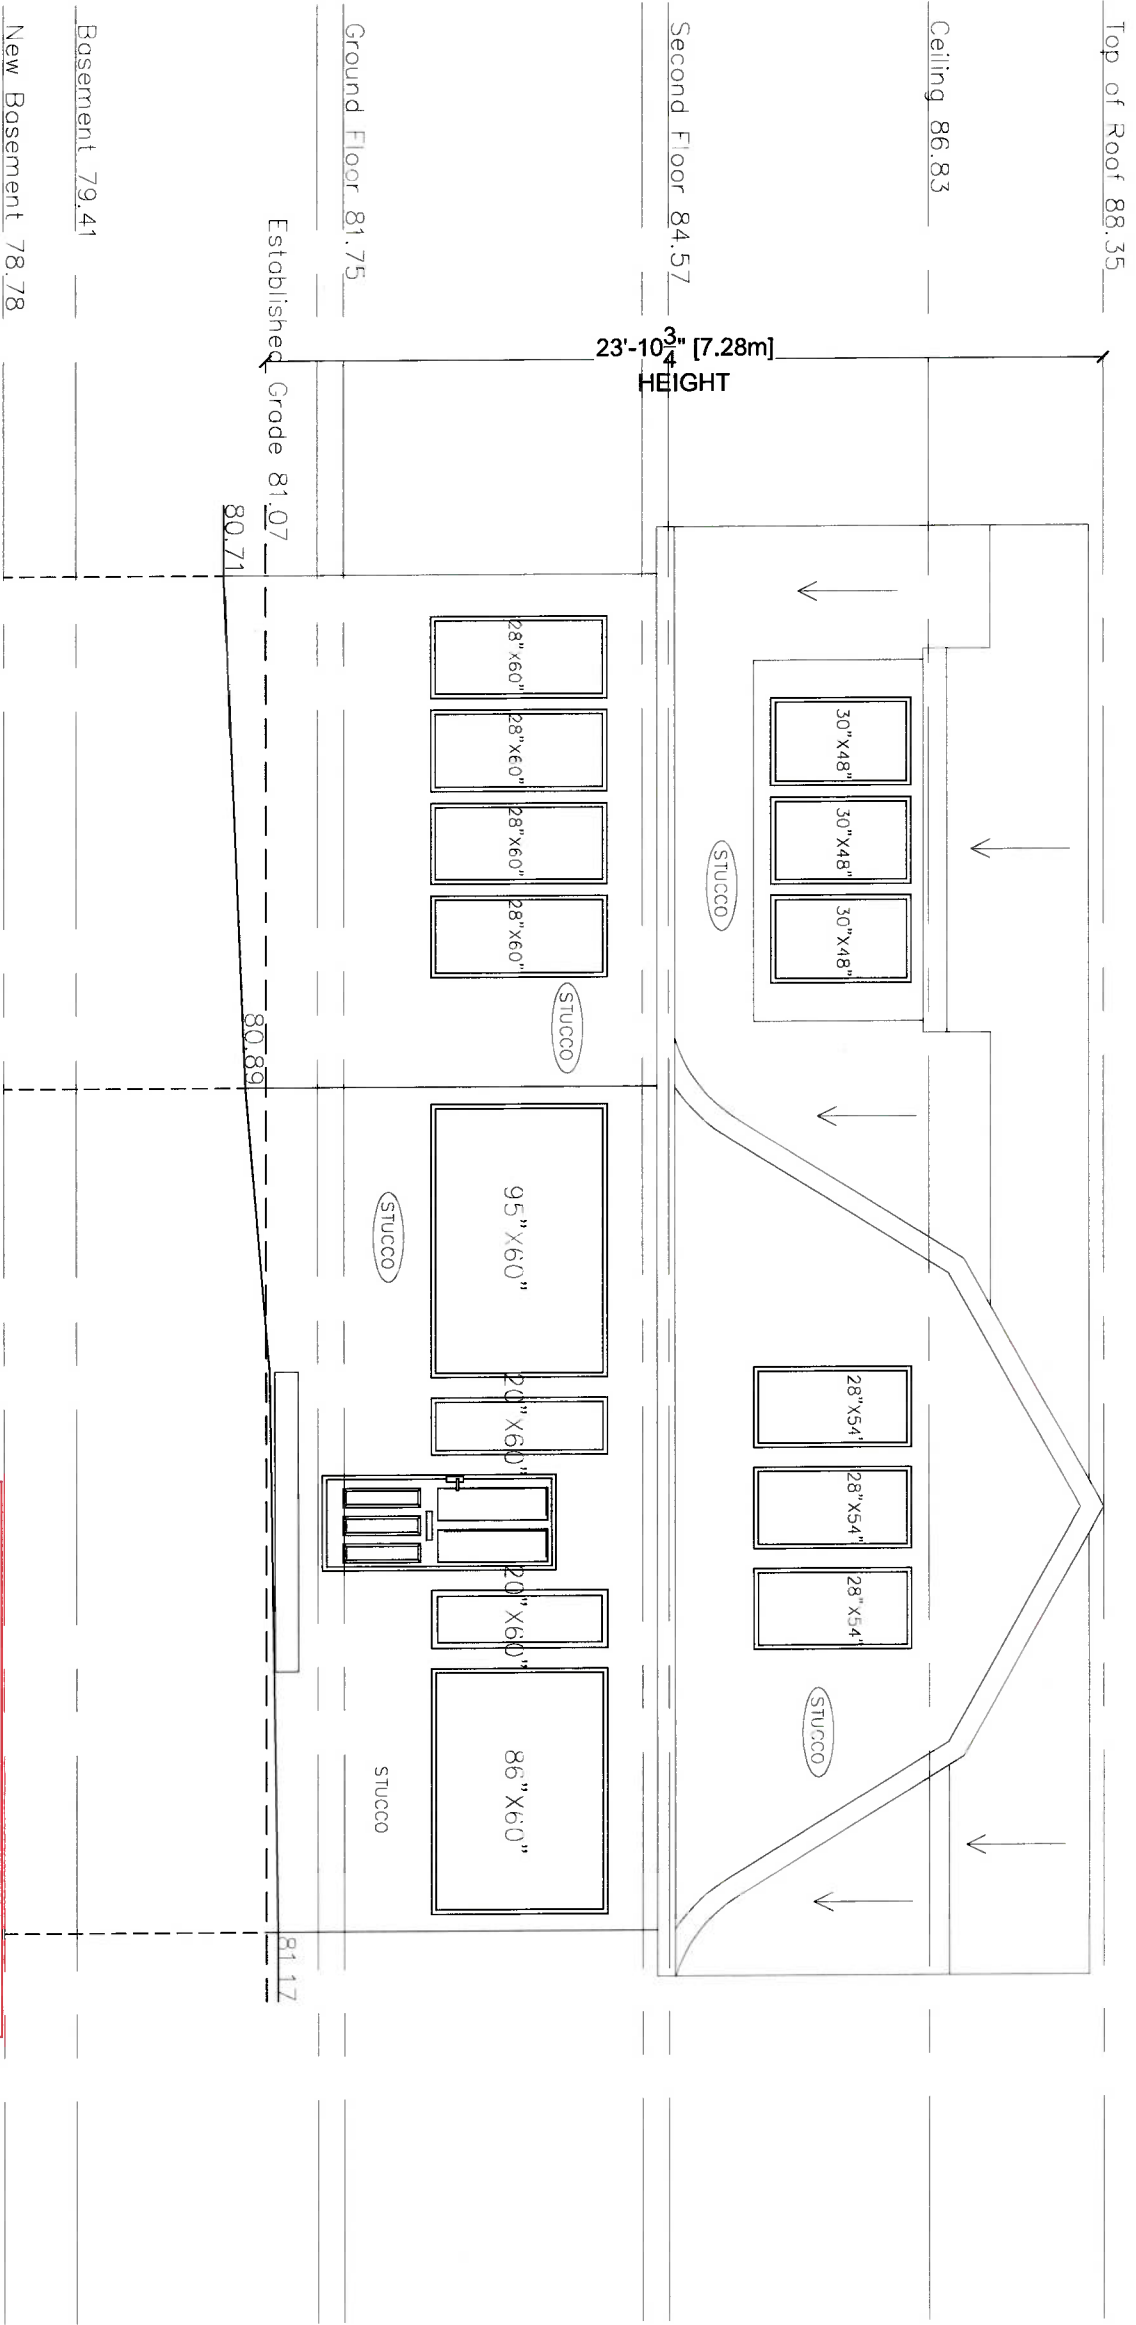 Top of Roof 88.35
Ceiling 86.83
Second Floor 84.57
Ground Floor 81.75
Established Grade 81.07
Basement 79.41
New Basement 78.78
23'-10 3/4" [7.28m]
HEIGHT
30"X48"
30"X48"
30"X48"
STUCCO
28"X54'
28"X54"
28"X54"
STUCCO
28"X60"
28"X60"
28"X60"
28"X60"
STUCCO
95"X60"
20"X60"
20"X60"
86"X60"
STUCCO
STUCCO
80.71
80.89
81.17